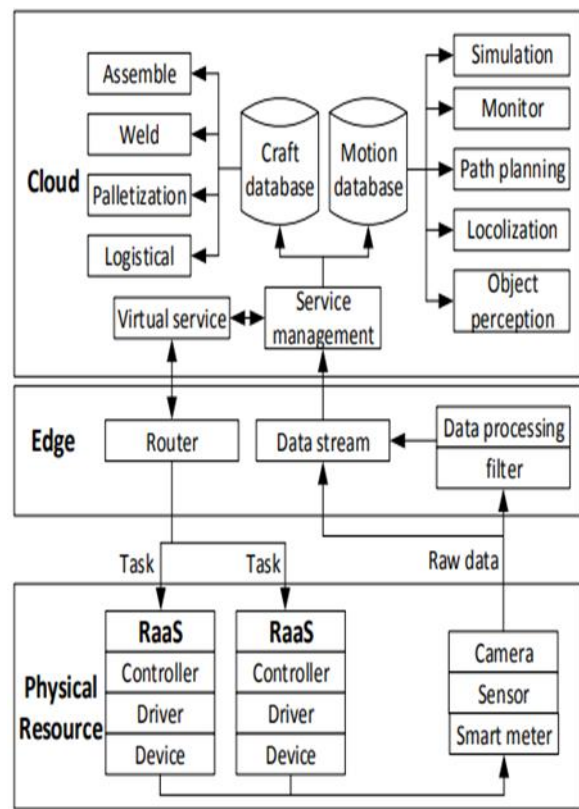 Cloud
Assemble
Weld
Palletization
Logistical
Craft
database
Motion
database
Simulation
Monitor
Path planning
Locolization
Object
perception
Virtual service
Service
management
Edge
Router
Data stream
Data processing
filter
Task
Task
Raw data
Physical
Resource
RaaS
Controller
Driver
Device
RaaS
Controller
Driver
Device
Camera
Sensor
Smart meter